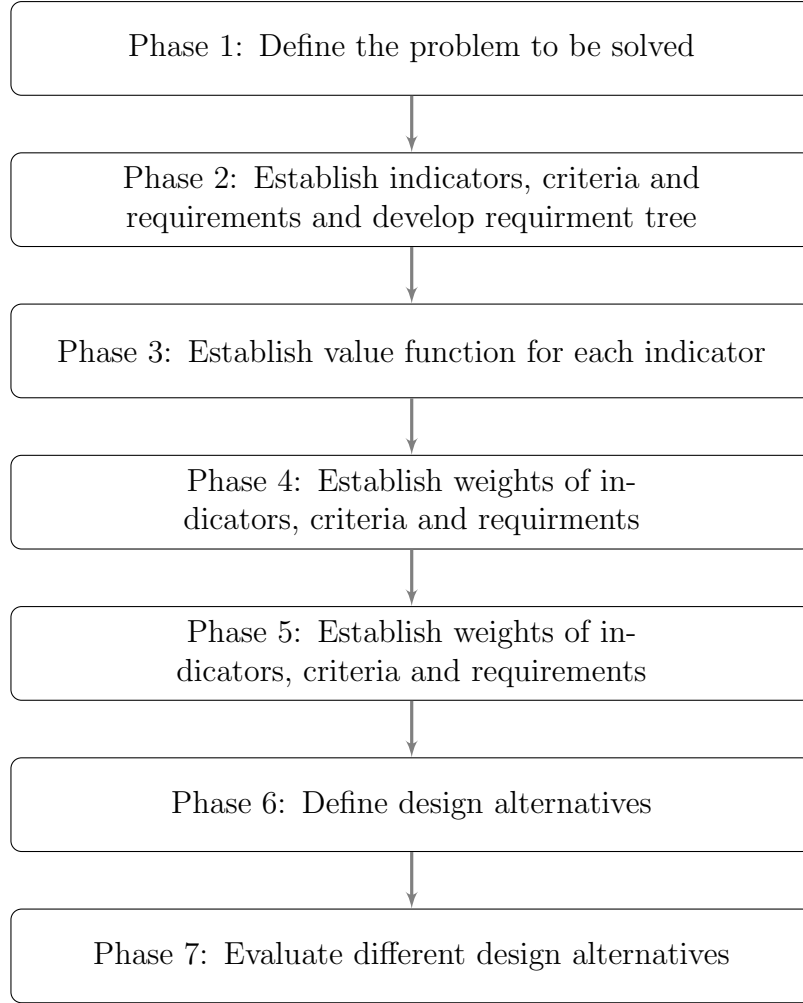 Phase 1: Define the problem to be solved
Phase 2: Establish indicators, criteria and
requirements and develop requirment tree
Phase 3: Establish value function for each indicator
Phase 4: Establish weights of in-
dicators, criteria and requirments
Phase 5: Establish weights of in-
dicators, criteria and requirements
Phase 6: Define design alternatives
Phase 7: Evaluate different design alternatives